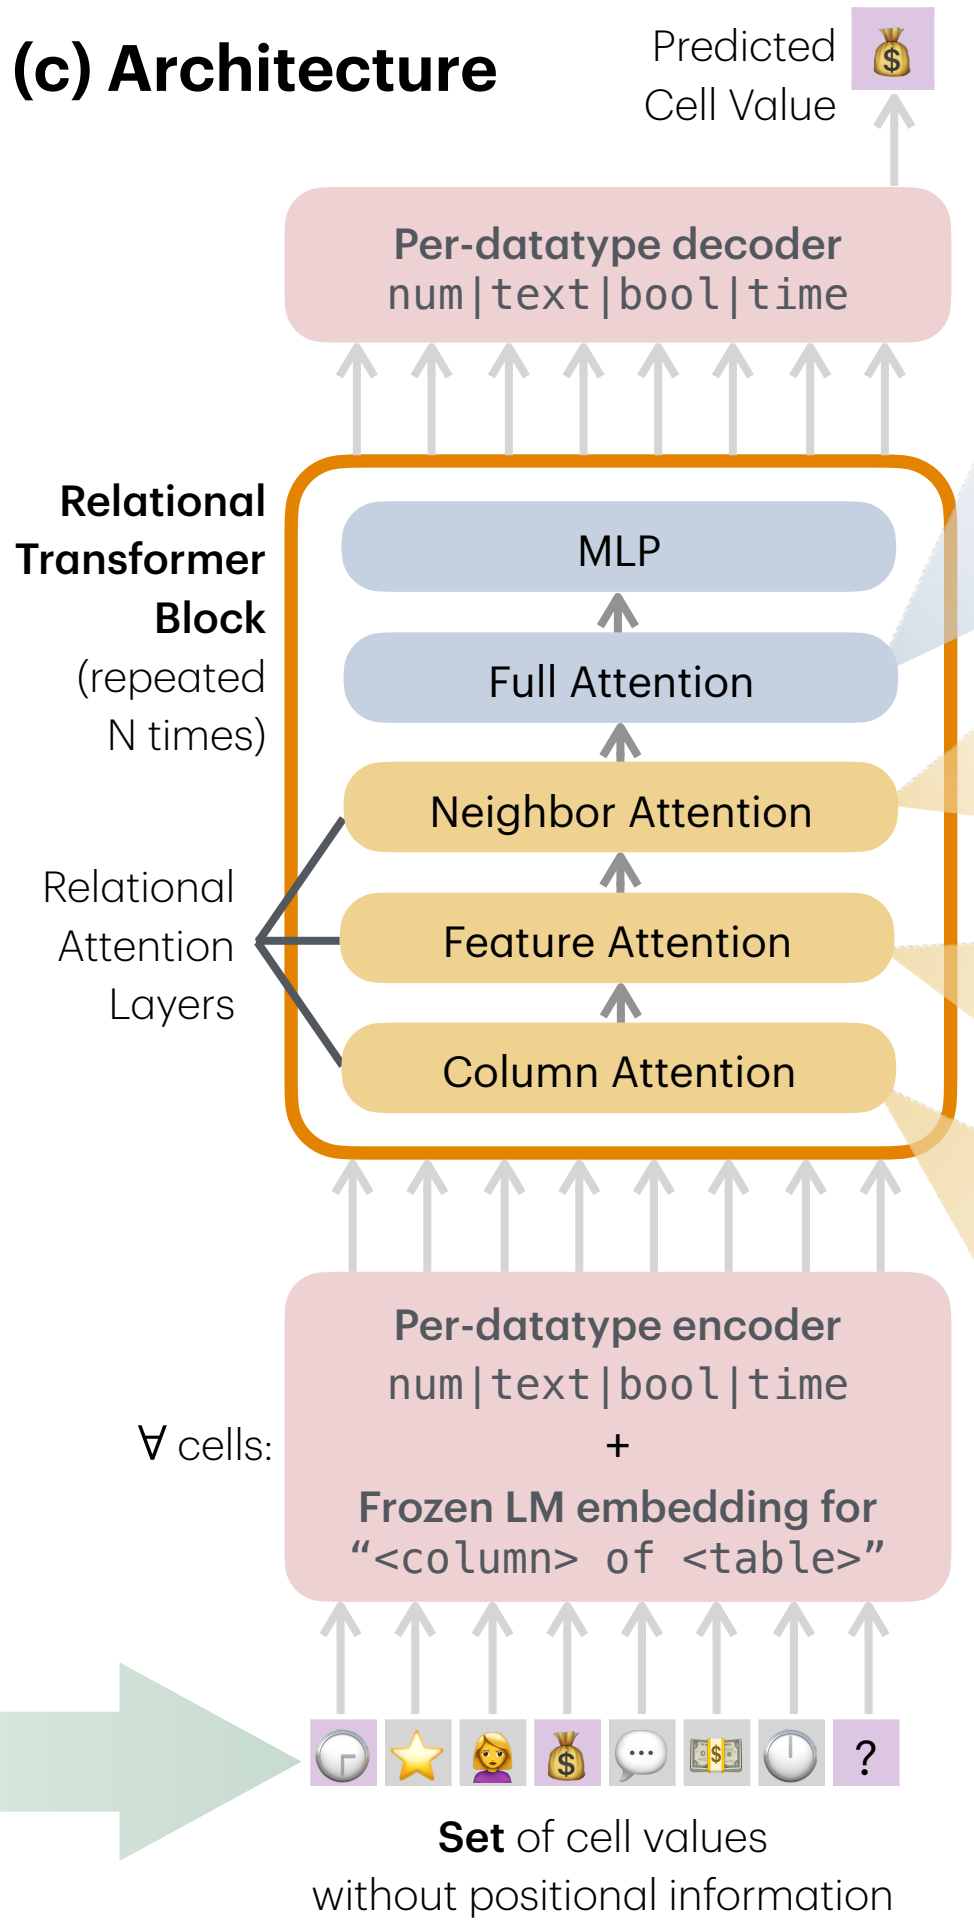 (c) Architecture
Predicted
Cell Value
Per-datatype decoder
num|text|bool|time
Relational
Transformer
Block
(repeated
N times)
MLP
Full Attention
Neighbor Attention
Relational
Attention
Layers
Feature Attention
Column Attention
Per-datatype encoder
num|text|bool|time
+
∀ cells:
Frozen LM embedding for
“<column> of <table>”
?
Set of cell values
without positional information